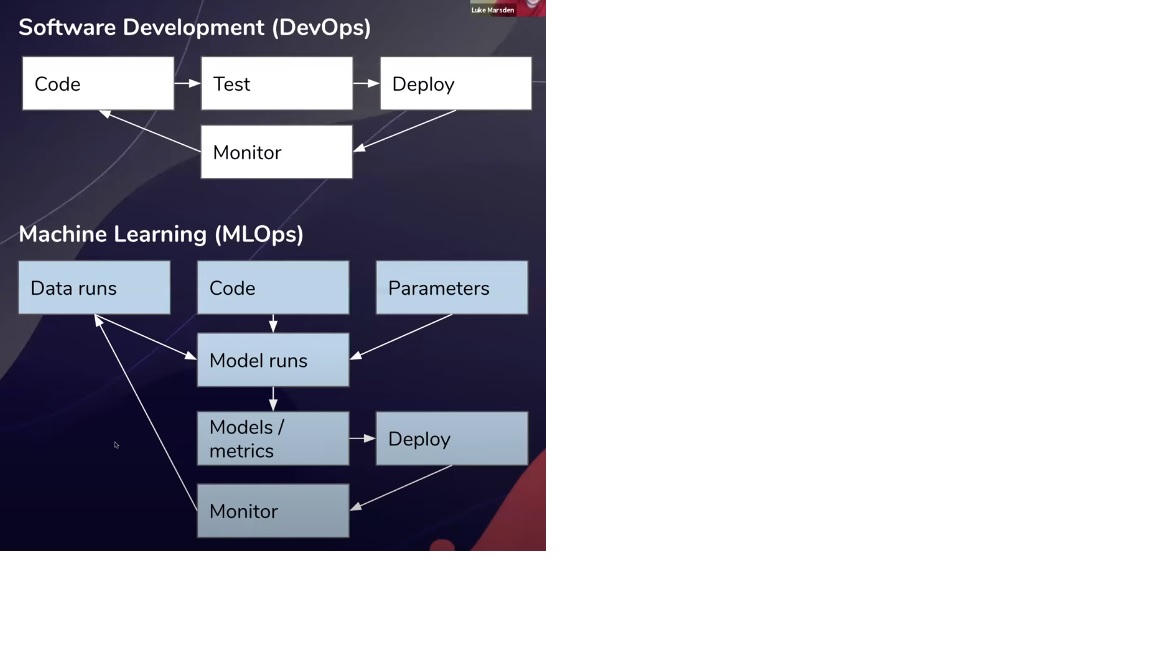 Luke Marsden
Software Development (DevOps)
Code
Test
Deploy
Monitor
Machine Learning (MLOps)
Data runs
Code
Parameters
Model runs
Models /
metrics
Deploy
Monitor